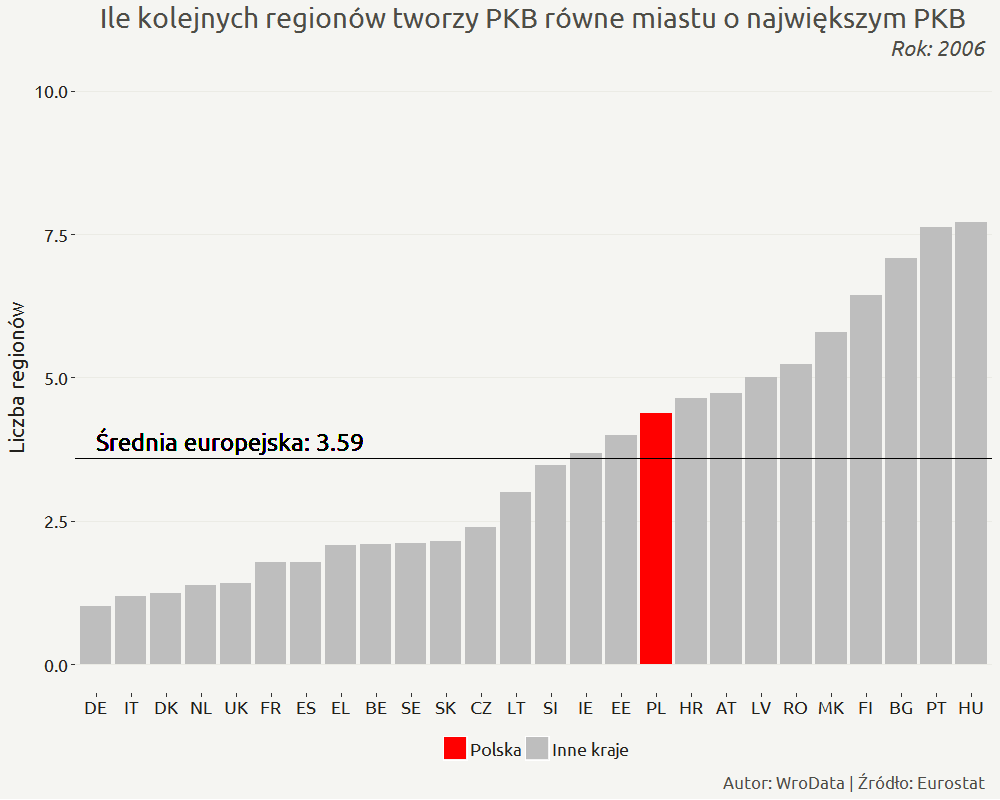 Ile kolejnych regionów tworzy PKB równe miastu o największym PKB
Rok: 2006
Liczba regionów
10.0
7.5
5.0
2.5
0.0
Średnia europejska: 3.59
DE IT DK NL UK FR ES EL BE SE SK CZ LT SI IE EE PL HR AT LV RO MK FI BG PT HU
Polska Inne kraje
Autor: WroData | Źródło: Eurostat